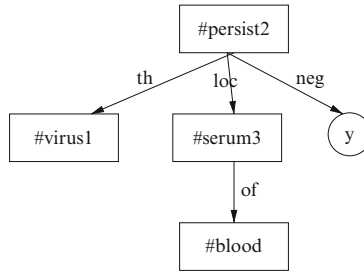 #persist2
th
loc
neg
#virus1
#serum3
y
of
#blood